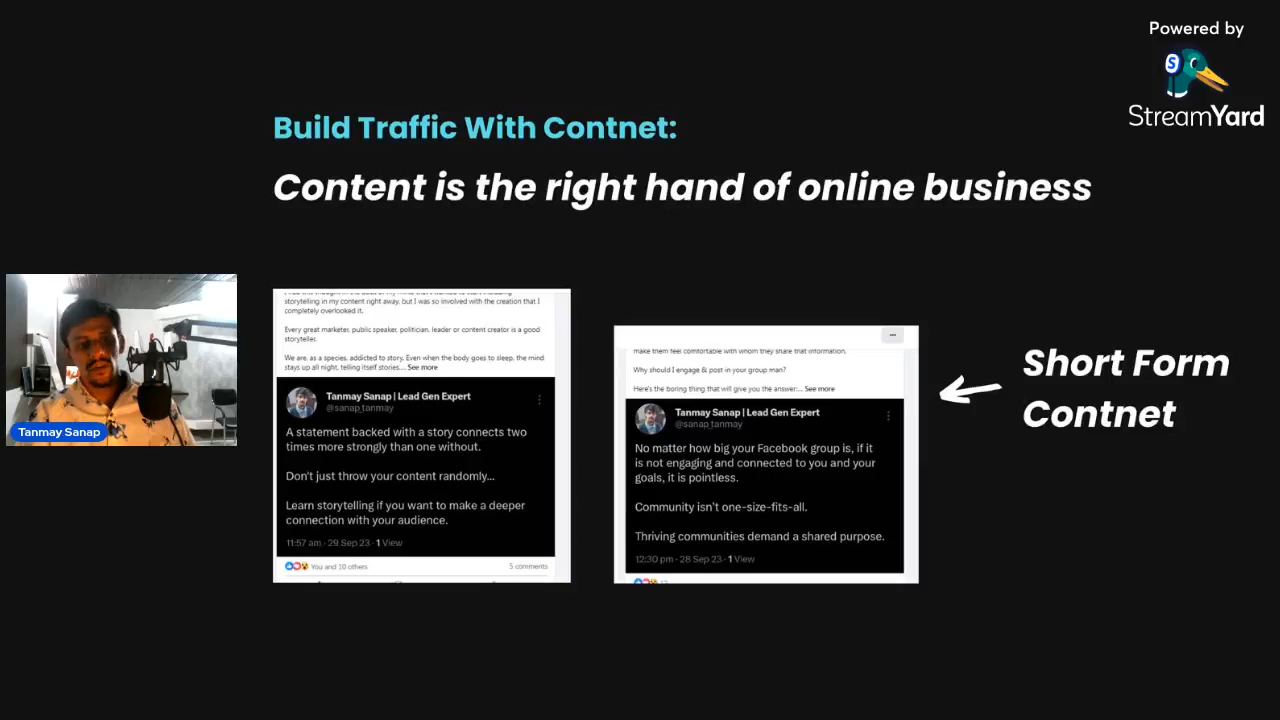 Powered by
StreamYard
Build Traffic With Contnet:
Content is the right hand of online business
Tanmay Sanap
storytelling in my content right away, but I was so involved with the creation that I
completely overlooked it.
Every great marketer, public speaker, politician, leader or content creator is a good
storyteller.
We are, as a species, addicted to story. Even when the body goes to sleep, the mind
stays up all night, telling itself stories.... See more
Tanmay Sanap | Lead Gen Expert
@sanap_tanmay
A statement backed with a story connects two
times more strongly than one without.
Don't just throw your content randomly...
Learn storytelling if you want to make a deeper
connection with your audience.
11:57 am · 29 Sep 23 · 1 View
You and 10 others
5 comments
make them feel comfortable with whom they share that information.
Why should I engage & post in your group man?
Here's the boring thing that will give you the answer:... See more
Tanmay Sanap | Lead Gen Expert
@sanap_tanmay
No matter how big your Facebook group is, if it
is not engaging and connected to you and your
goals, it is pointless.
Community isn't one-size-fits-all.
Thriving communities demand a shared purpose.
12:30 pm · 28 Sep 23 · 1 View
Short Form
Contnet